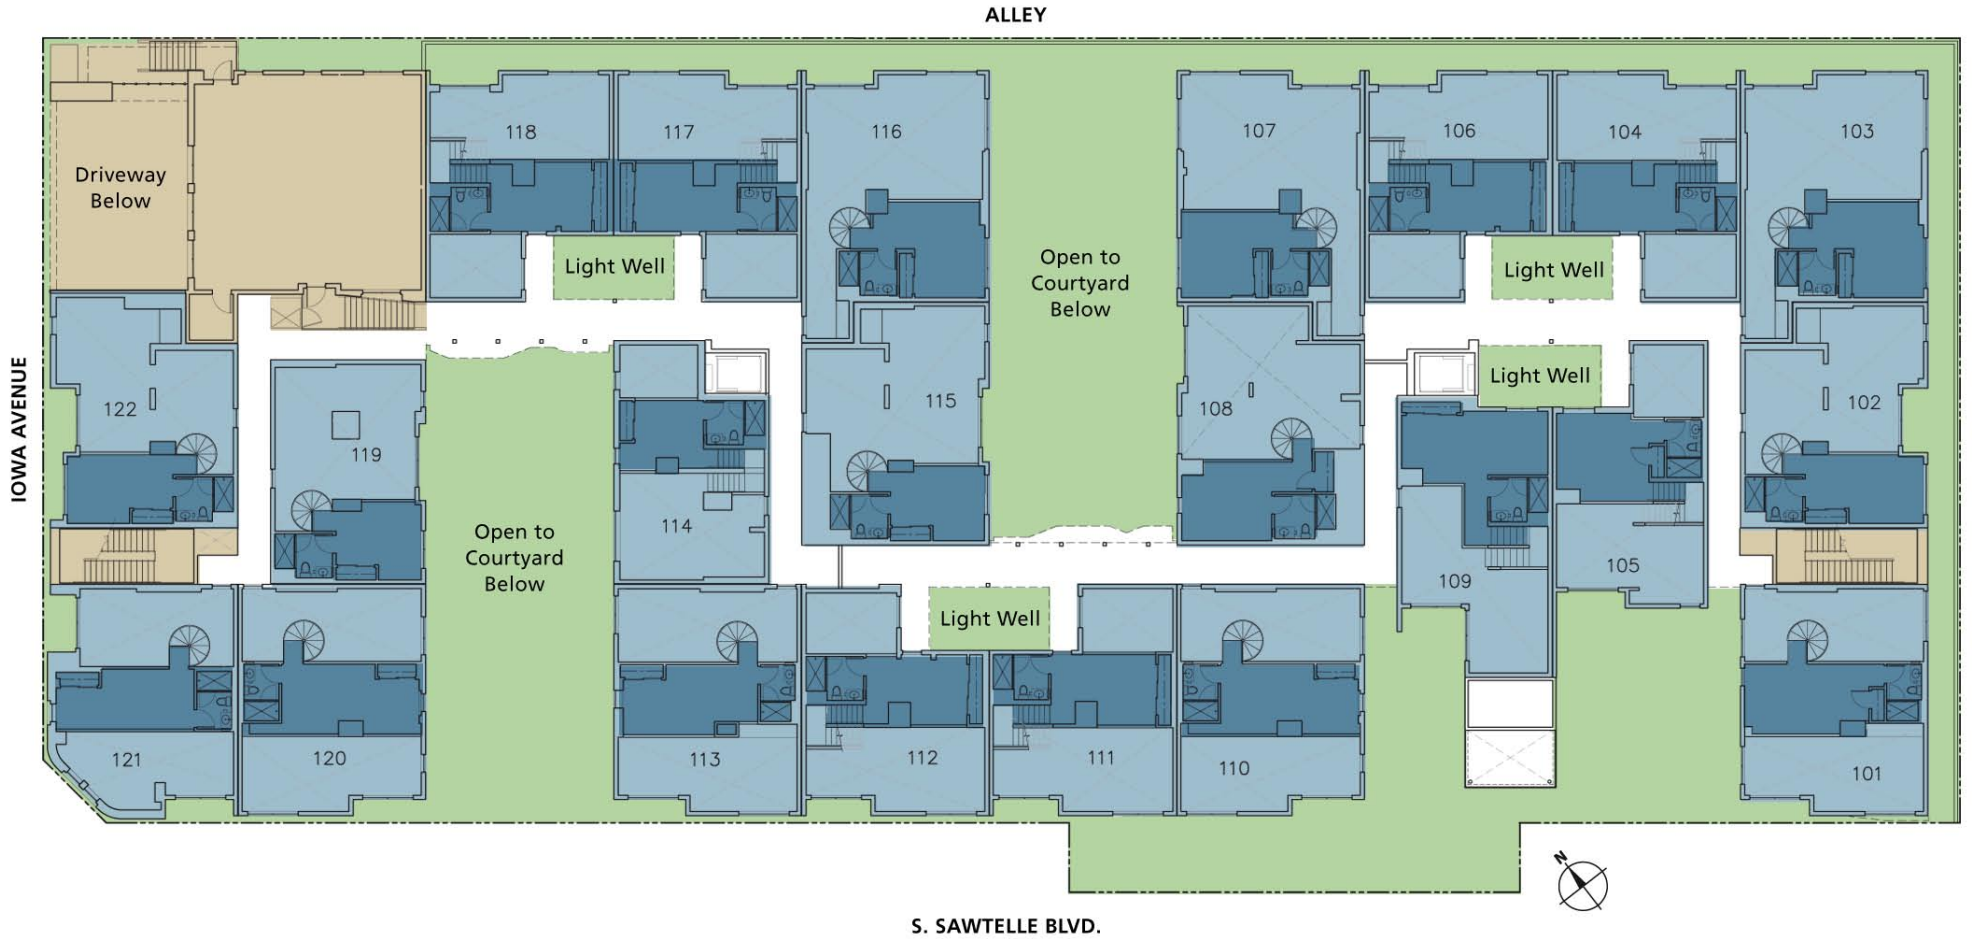 ALLEY
118
117
116
107
106
104
103
Driveway
Below
Light Well
Open to
Courtyard
Below
Light Well
Light Well
IOWA AVENUE
122
119
115
108
102
114
Open to
Courtyard
Below
109
105
Light Well
121
120
113
112
111
110
101
N
S. SAWTELLE BLVD.